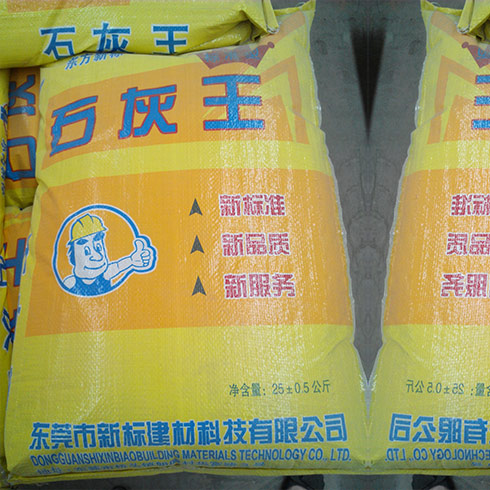 石灰王
东方新标
石灰王
新标准
新品质
新服务
净含量：25±0.5公斤
东莞市新标建材科技有限公司
DONGGUANSHIXINBIAOBUILDING MATERIALS TECHNOLOGY CO., LTD.